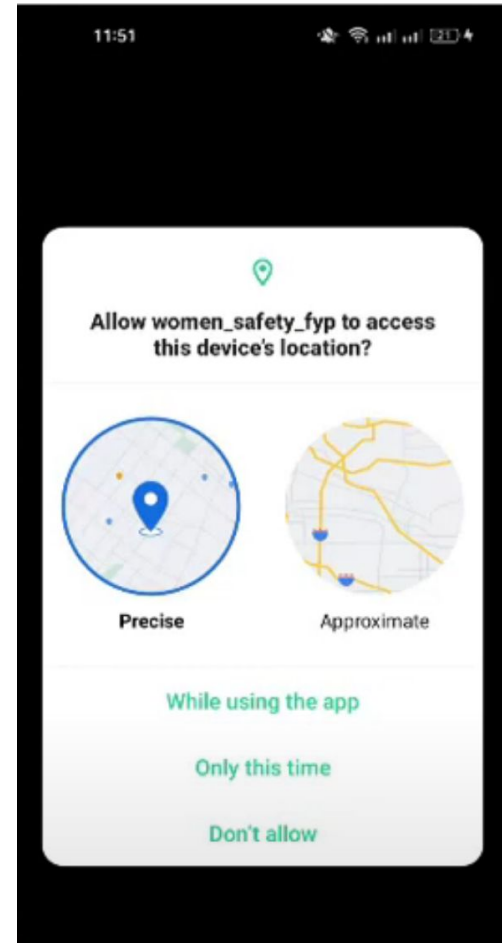 11:51
21
Allow women_safety_fyp to access
this device's location?
Precise
Approximate
While using the app
Only this time
Don't allow